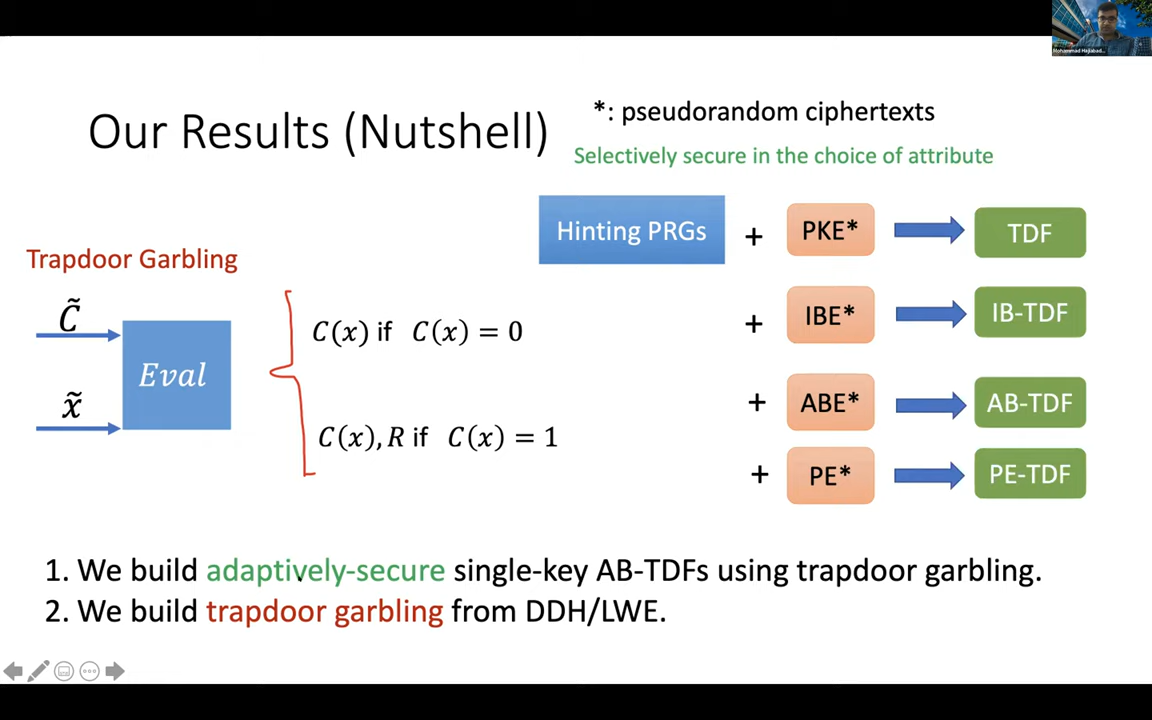 Mohammad Hajiabad...
Our Results (Nutshell)
*: pseudorandom ciphertexts
Selectively secure in the choice of attribute
Hinting PRGs + PKE* TDF
Trapdoor Garbling
+ IBE* IB-TDF
C̃
C(x) if C(x) = 0
Eval
x̃
+ ABE* AB-TDF
C(x), R if C(x) = 1
+ PE* PE-TDF
1. We build adaptively-secure single-key AB-TDFs using trapdoor garbling.
2. We build trapdoor garbling from DDH/LWE.